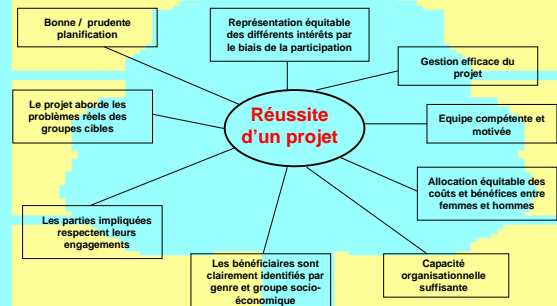 Bonne / prudente
planification
Représentation équitable
des différents intérêts par
le biais de la participation
Gestion efficace du
projet
Le projet aborde les
problèmes réels des
groupes cibles
Réussite
d'un projet
Equipe compétente et
motivée
Allocation équitable des
coûts et bénéfices entre
femmes et hommes
Les parties impliquées
respectent leurs
engagements
Les bénéficiaires sont
clairement identifiés par
genre et groupe socio-
économique
Capacité
organisationnelle
suffisante